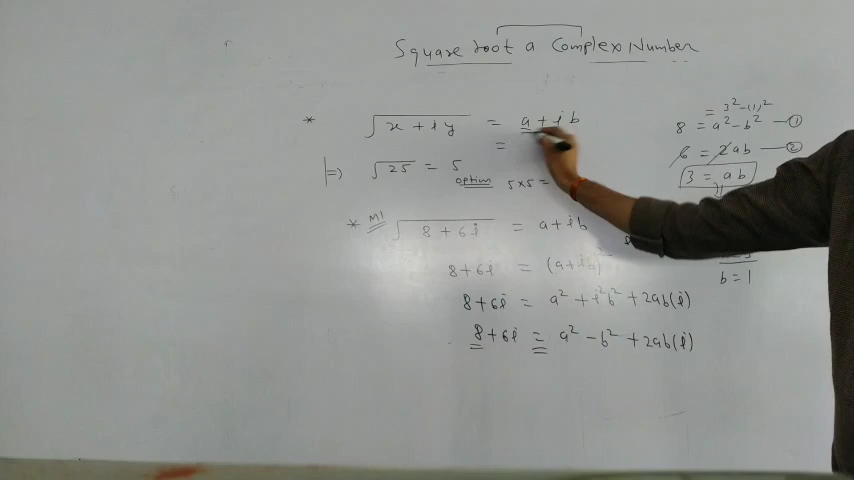 Square root a Complex Number
* √x + iy = a + ib
=
|=> √25 = 5
option 5x5 =
* M1 √8 + 6i = a + ib
8+6i = (a+ib)
8+6i = a² + i²b² + 2ab(i)
8+6i = a² - b² + 2ab(i)
= 3² - (1)²
8 = a² - b² — ①
6 = 2ab — ②
3 = ab
b = 1